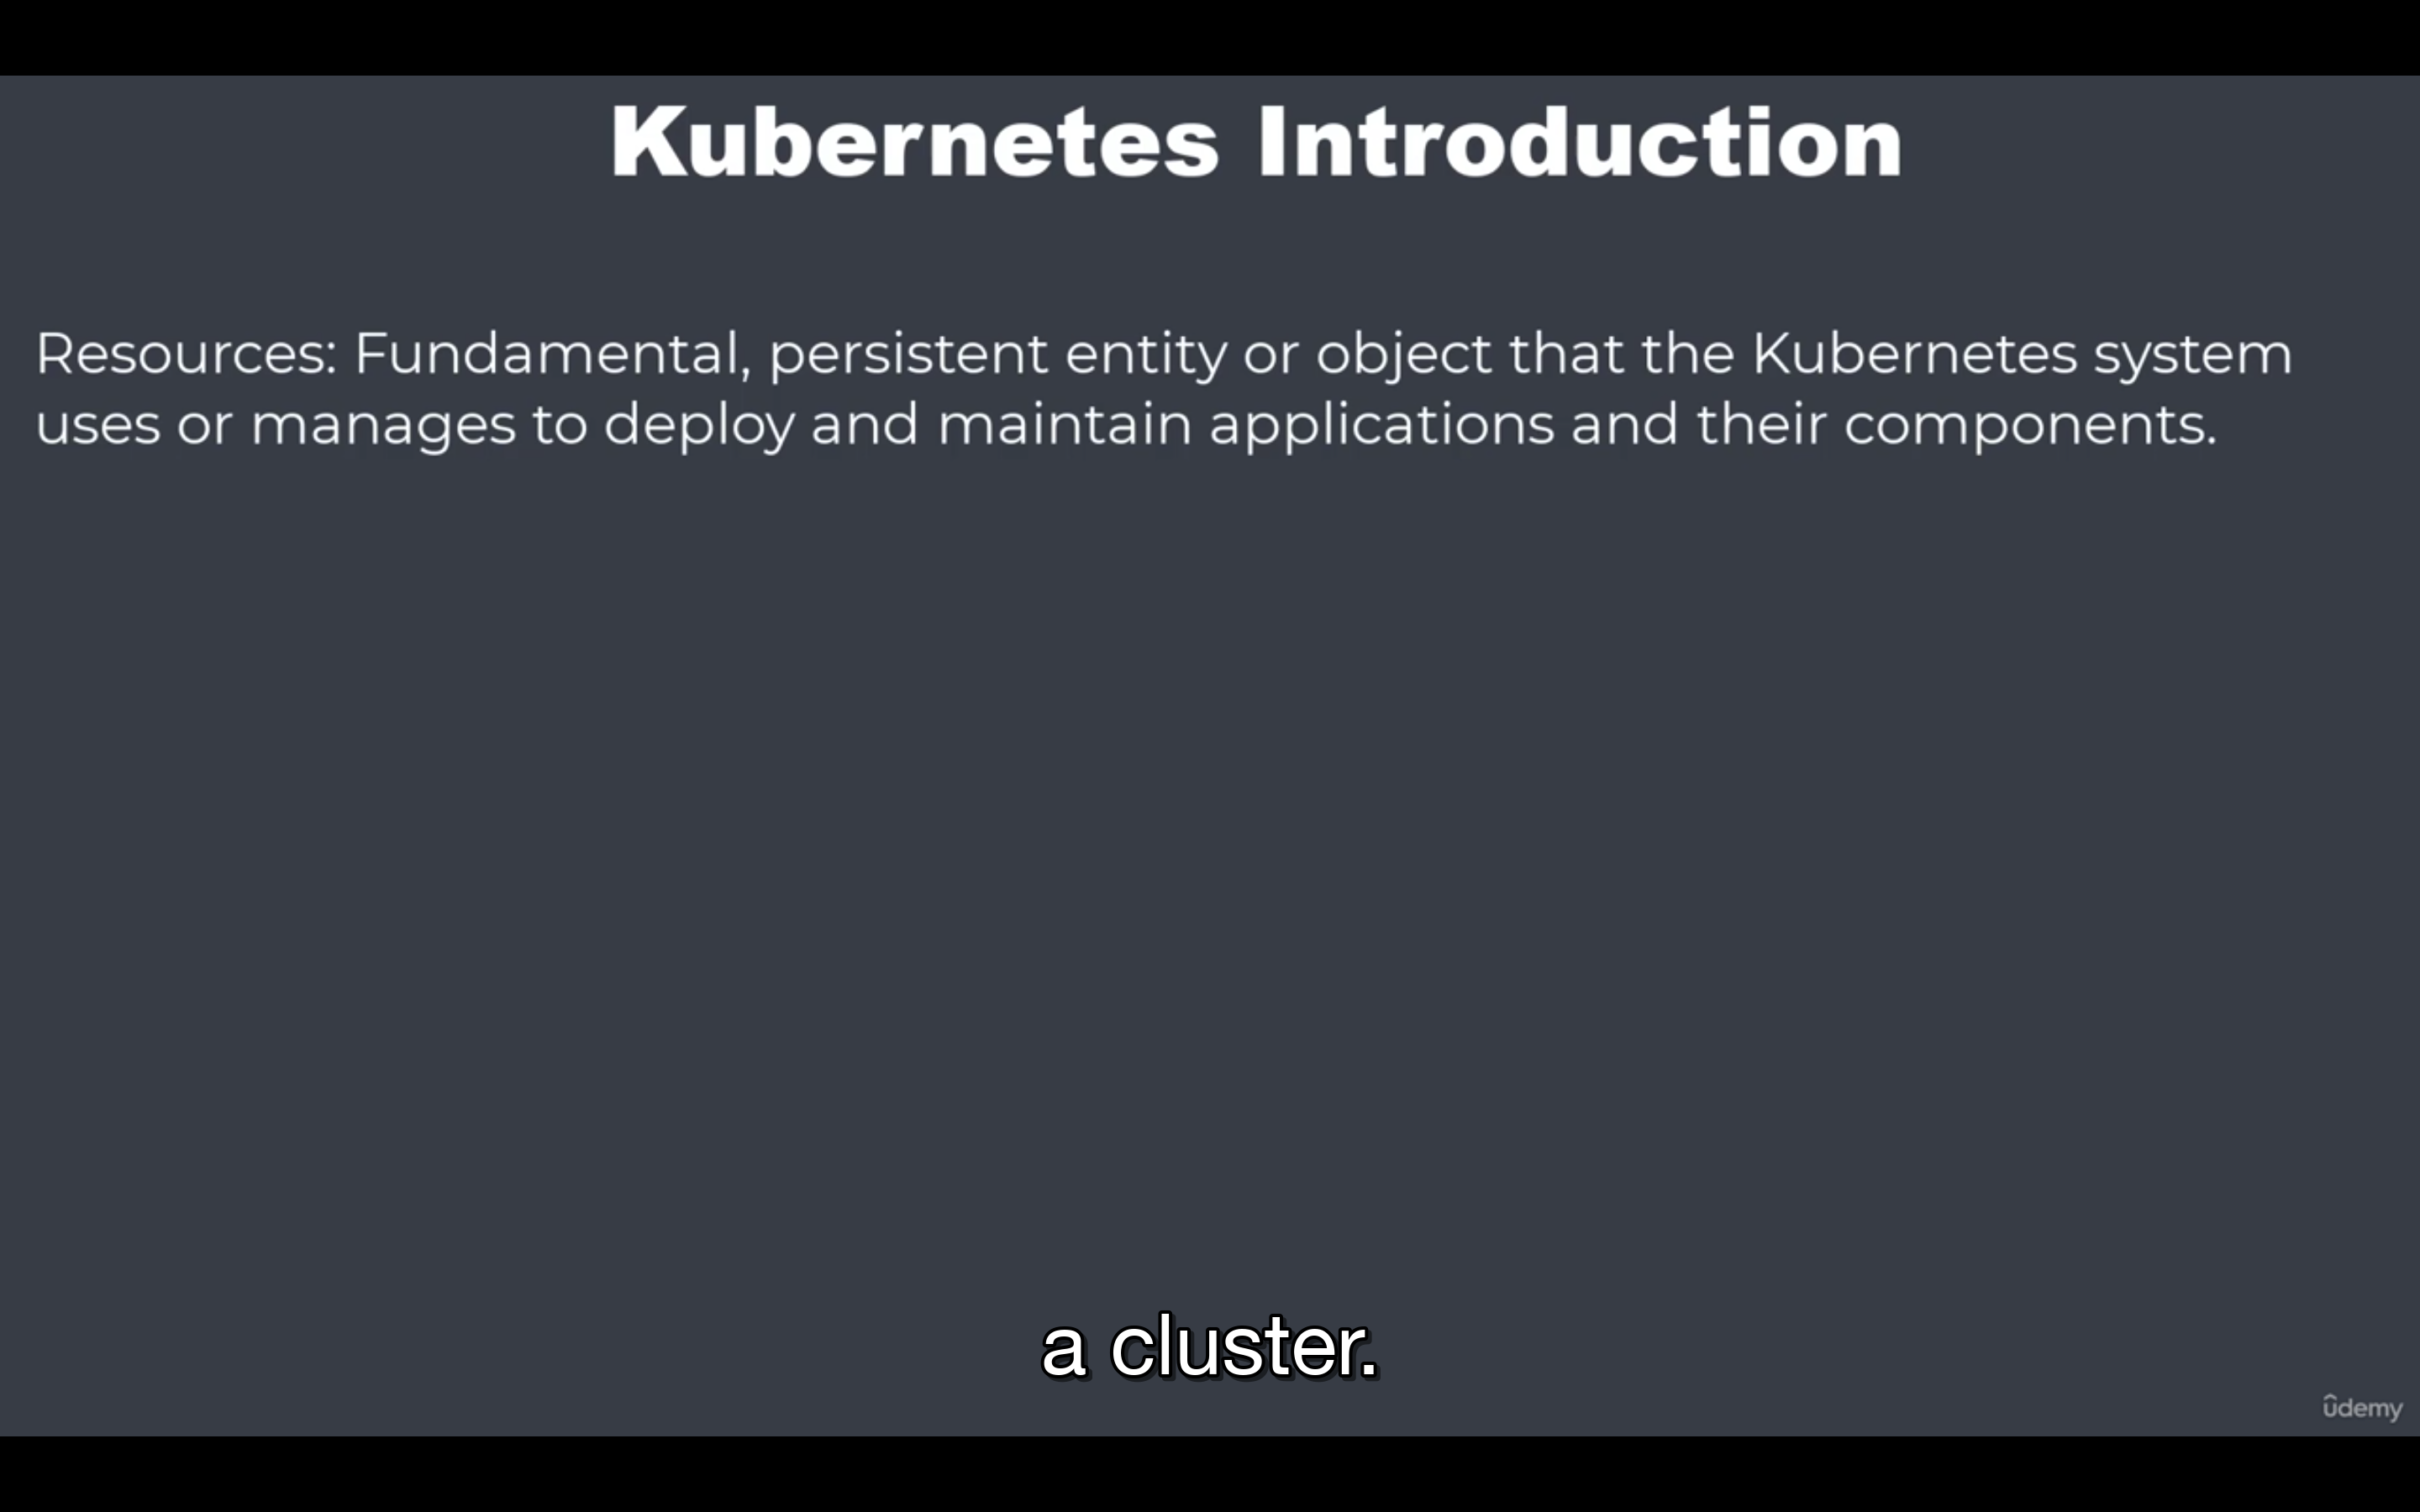 Kubernetes Introduction
Resources: Fundamental, persistent entity or object that the Kubernetes system
uses or manages to deploy and maintain applications and their components.
a cluster.
ûdemy